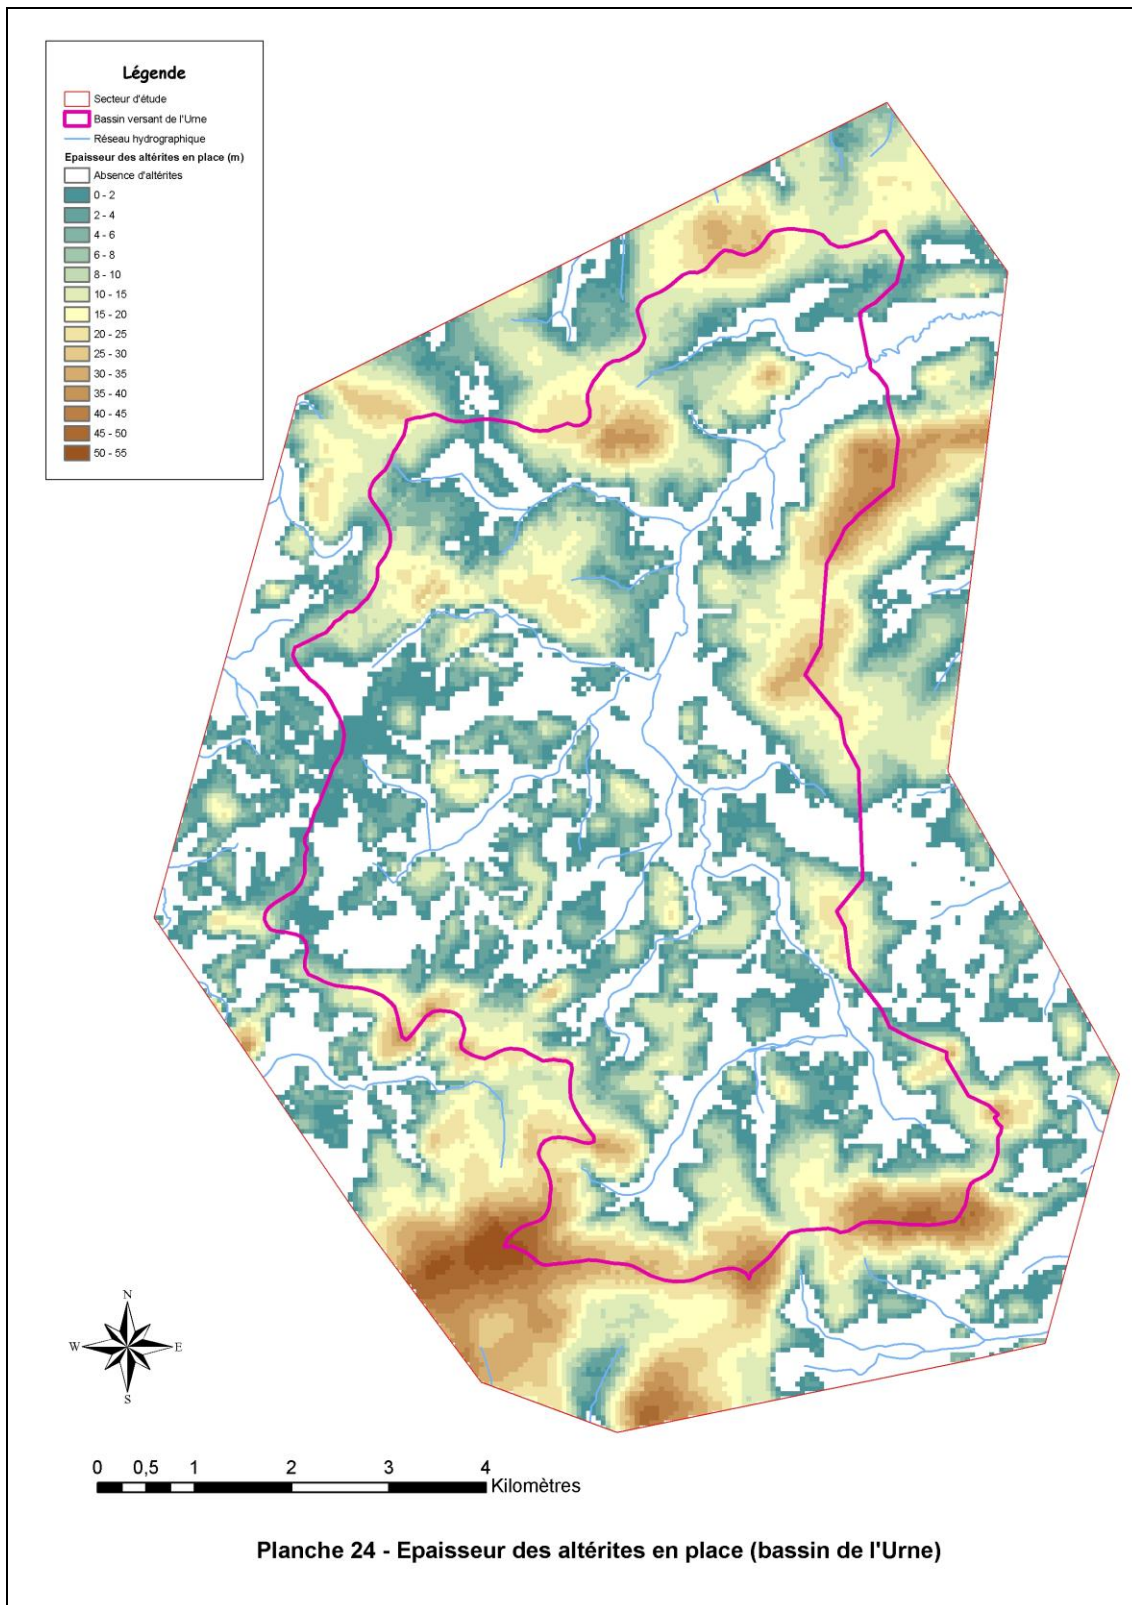 Légende
Secteur d'étude
Bassin versant de l'Urne
Réseau hydrographique
Epaisseur des altérites en place (m)
Absence d'altérites
0 - 2
2 - 4
4 - 6
6 - 8
8 - 10
10 - 15
15 - 20
20 - 25
25 - 30
30 - 35
35 - 40
40 - 45
45 - 50
50 - 55
N
W E
S
0 0,5 1 2 3 4
Kilomètres
Planche 24 - Epaisseur des altérites en place (bassin de l'Urne)